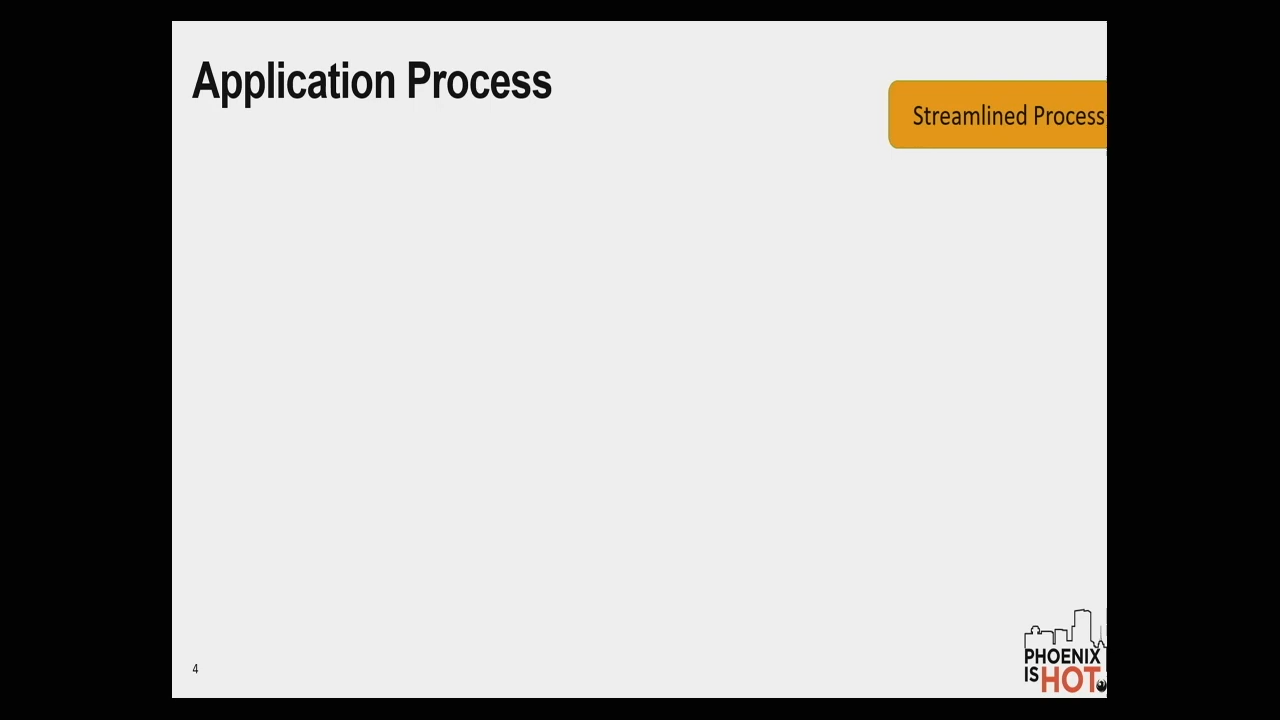 Application Process
Streamlined Process
4
PHOENIX
IS HOT